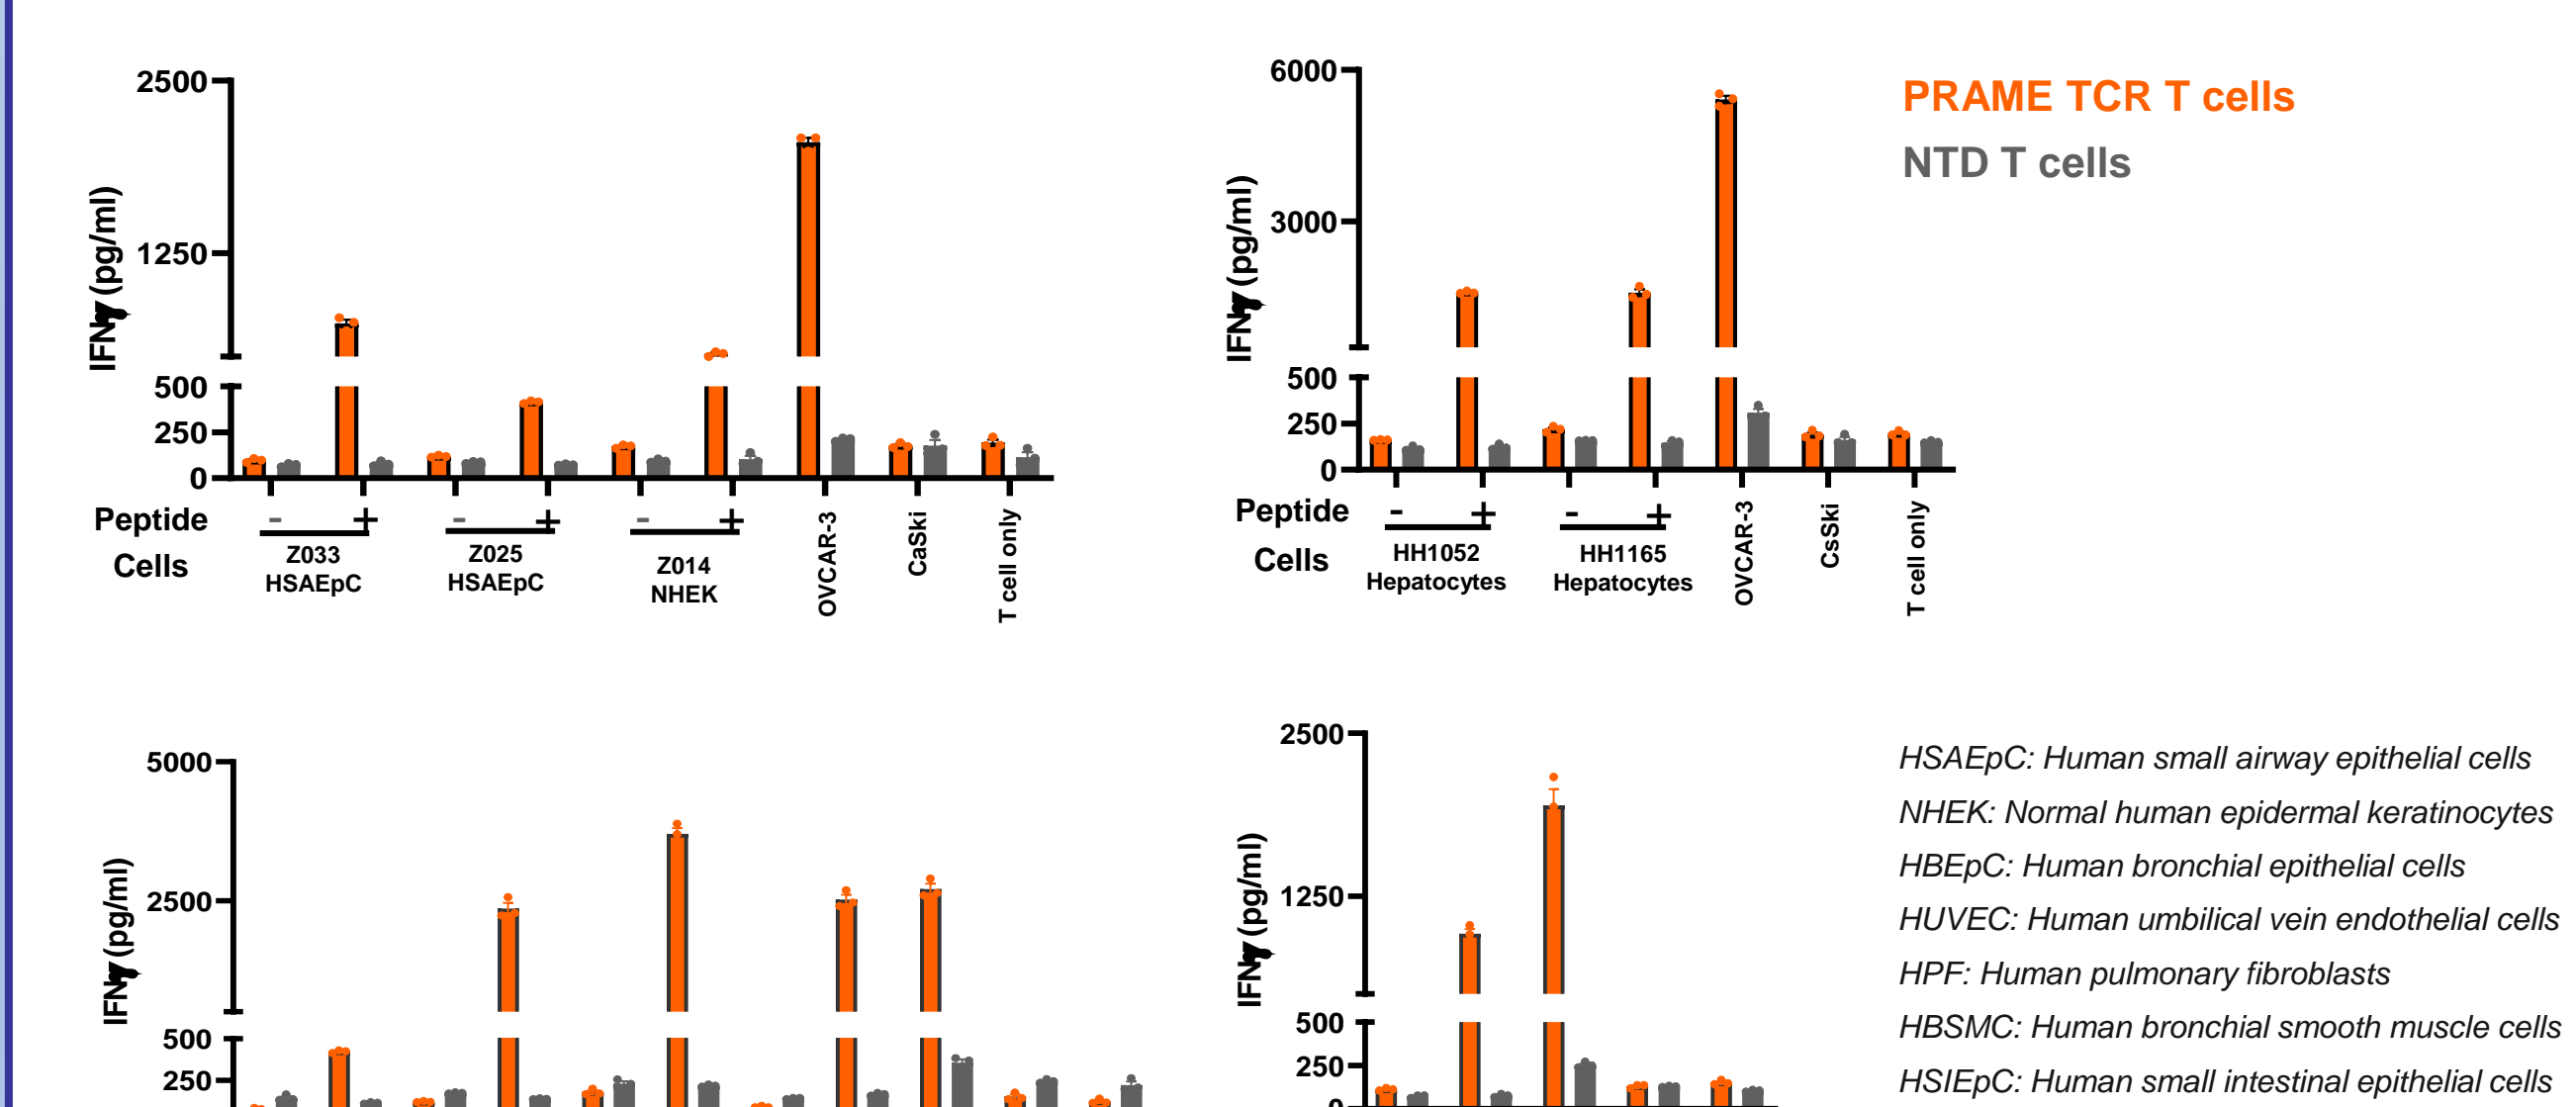 2500
1250
500
250
0
IFNγ (pg/ml)
Peptide - + - + - +
Cells
Z033
HSAEpC
Z025
HSAEpC
Z014
NHEK
OVCAR-3
CaSki
T cell only
6000
3000
500
250
0
IFNγ (pg/ml)
Peptide - + - +
Cells
HH1052
Hepatocytes
HH1165
Hepatocytes
OVCAR-3
CsSki
T cell only
PRAME TCR T cells
NTD T cells
5000
2500
500
250
IFNγ (pg/ml)
2500
1250
500
250
0
IFNγ (pg/ml)
HSAEpC: Human small airway epithelial cells
NHEK: Normal human epidermal keratinocytes
HBEpC: Human bronchial epithelial cells
HUVEC: Human umbilical vein endothelial cells
HPF: Human pulmonary fibroblasts
HBSMC: Human bronchial smooth muscle cells
HSIEpC: Human small intestinal epithelial cells